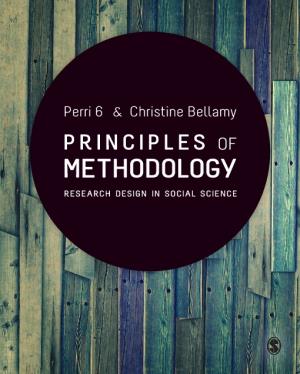 Perri 6 & Christine Bellamy
PRINCIPLES OF
METHODOLOGY
RESEARCH DESIGN IN SOCIAL SCIENCE